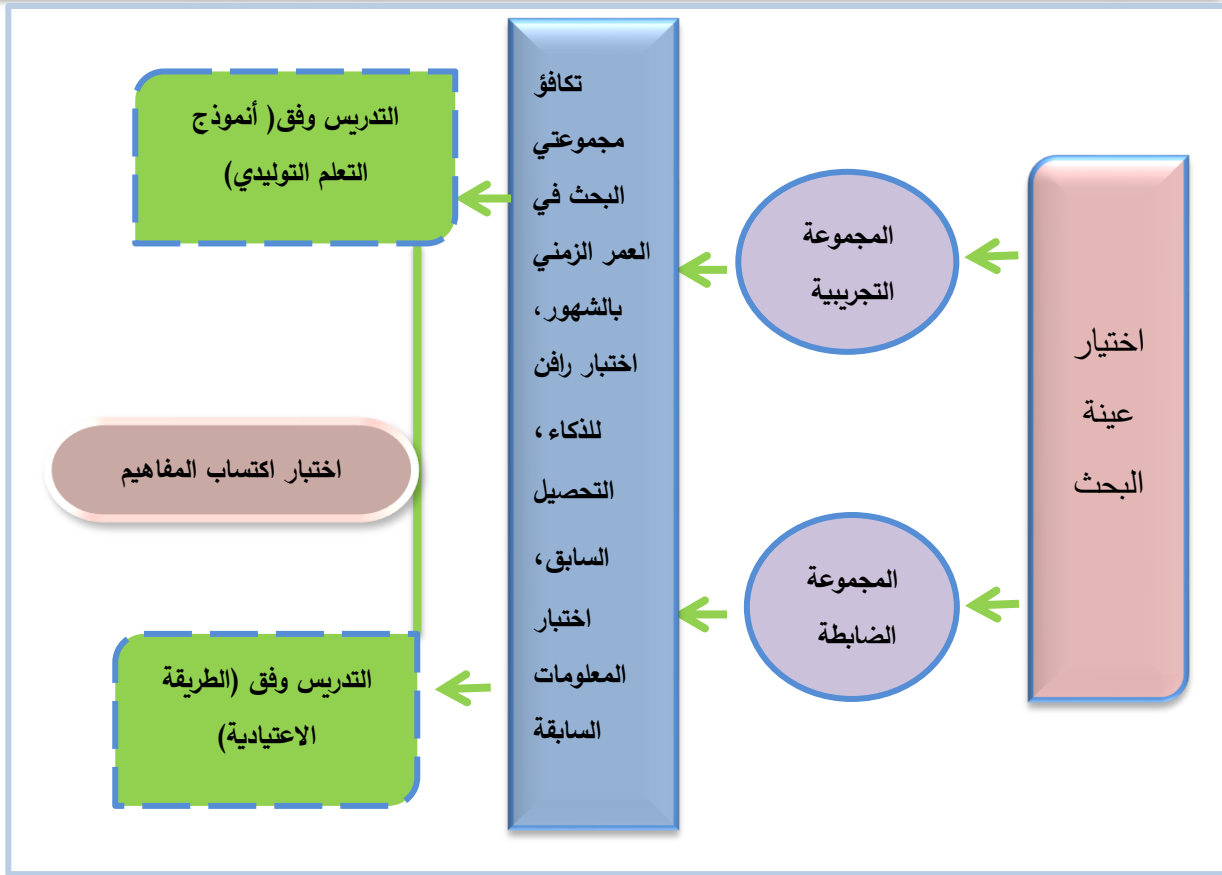 اختيار
عينة
البحث
المجموعة
التجريبية
المجموعة
الضابطة
تكافؤ
مجموعتي
البحث في
العمر الزمني
بالشهور،
اختبار رافن
للذكاء،
التحصيل
السابق،
اختبار
المعلومات
السابقة
التدريس وفق( أنموذج
التعلم التوليدي)
التدريس وفق (الطريقة
الاعتيادية)
اختبار اكتساب المفاهيم